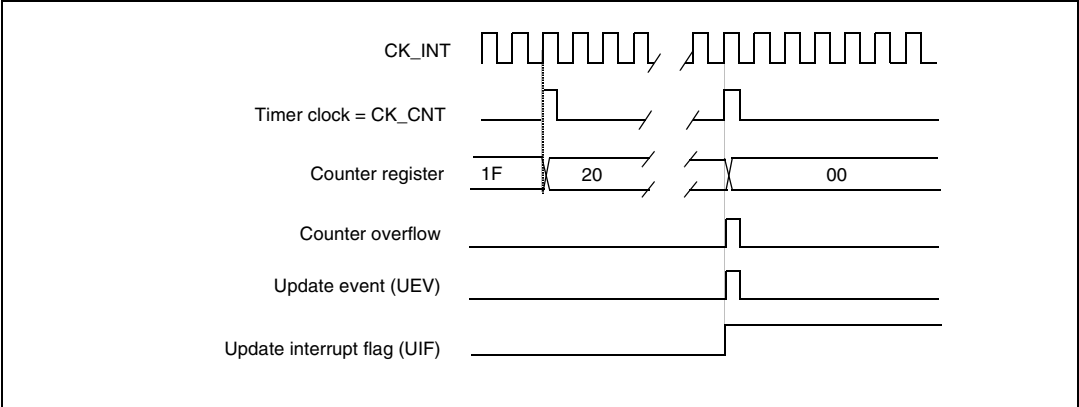 CK_INT
Timer clock = CK_CNT
Counter register 1F 20 00
Counter overflow
Update event (UEV)
Update interrupt flag (UIF)